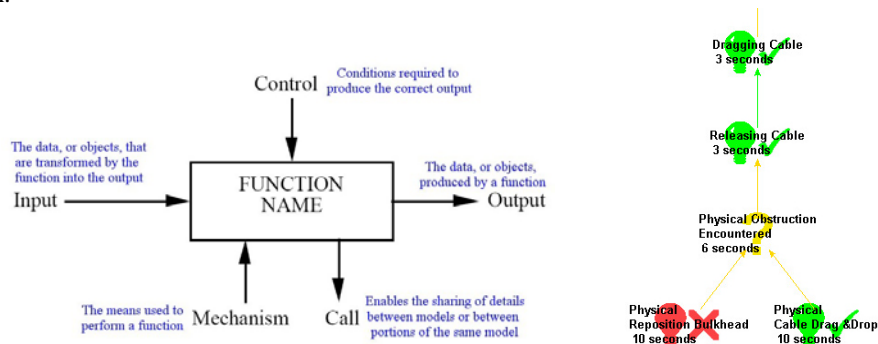 Control
Conditions required to
produce the correct output
The data, or objects, that
are transformed by the
function into the output
Input
FUNCTION
NAME
The data, or objects,
produced by a function
Output
The means used to
perform a function
Mechanism
Call
Enables the sharing of details
between models or between
portions of the same model
Dragging Cable
3 seconds
Releasing Cable
3 seconds
Physical Obstruction
Encountered
6 seconds
Physical
Reposition Bulkhead
10 seconds
Physical
Cable Drag &Drop
10 seconds